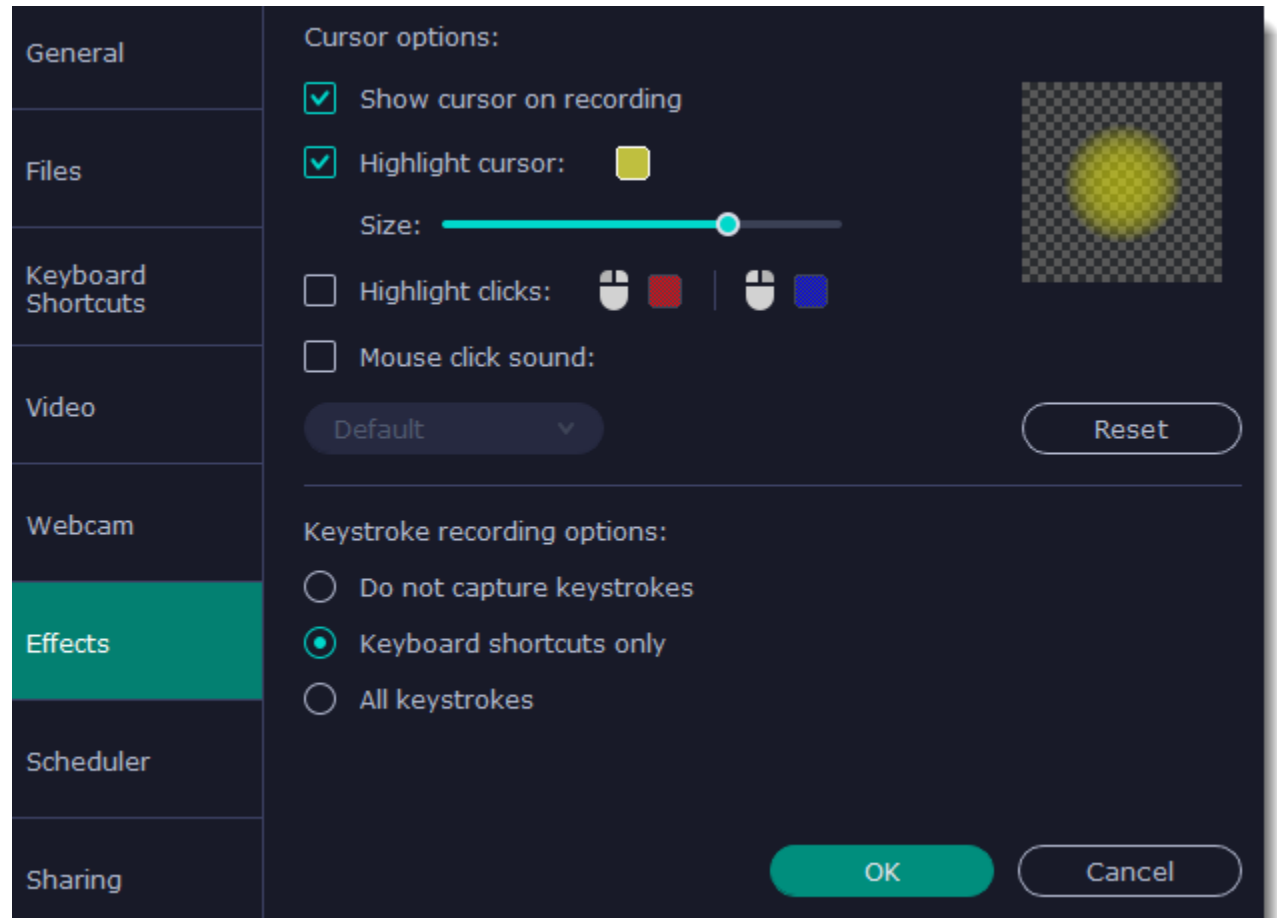 General
Files
Keyboard
Shortcuts
Video
Webcam
Effects
Scheduler
Sharing
Cursor options:
Show cursor on recording
Highlight cursor:
Size:
Highlight clicks:
Mouse click sound:
Default
Reset
Keystroke recording options:
Do not capture keystrokes
Keyboard shortcuts only
All keystrokes
OK
Cancel